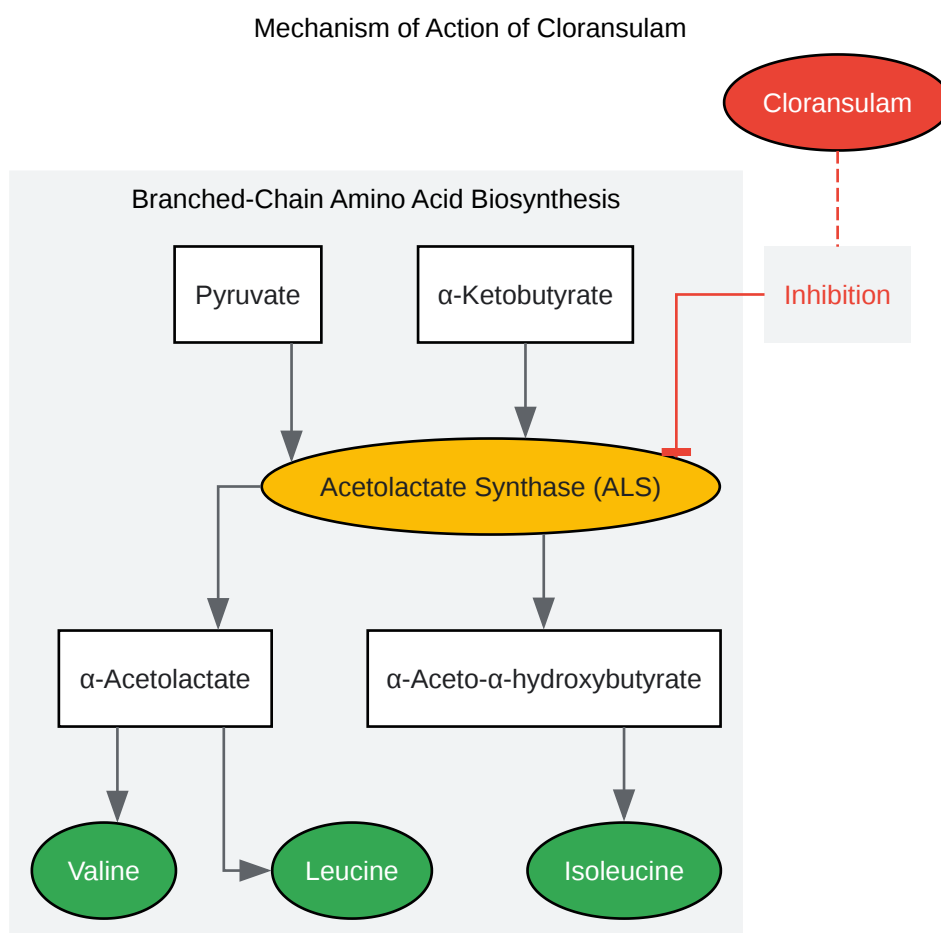 Mechanism of Action of Cloransulam
Cloransulam
Branched-Chain Amino Acid Biosynthesis
Pyruvate
α-Ketobutyrate
Inhibition
Acetolactate Synthase (ALS)
α-Acetolactate
α-Aceto-α-hydroxybutyrate
Valine
Leucine
Isoleucine